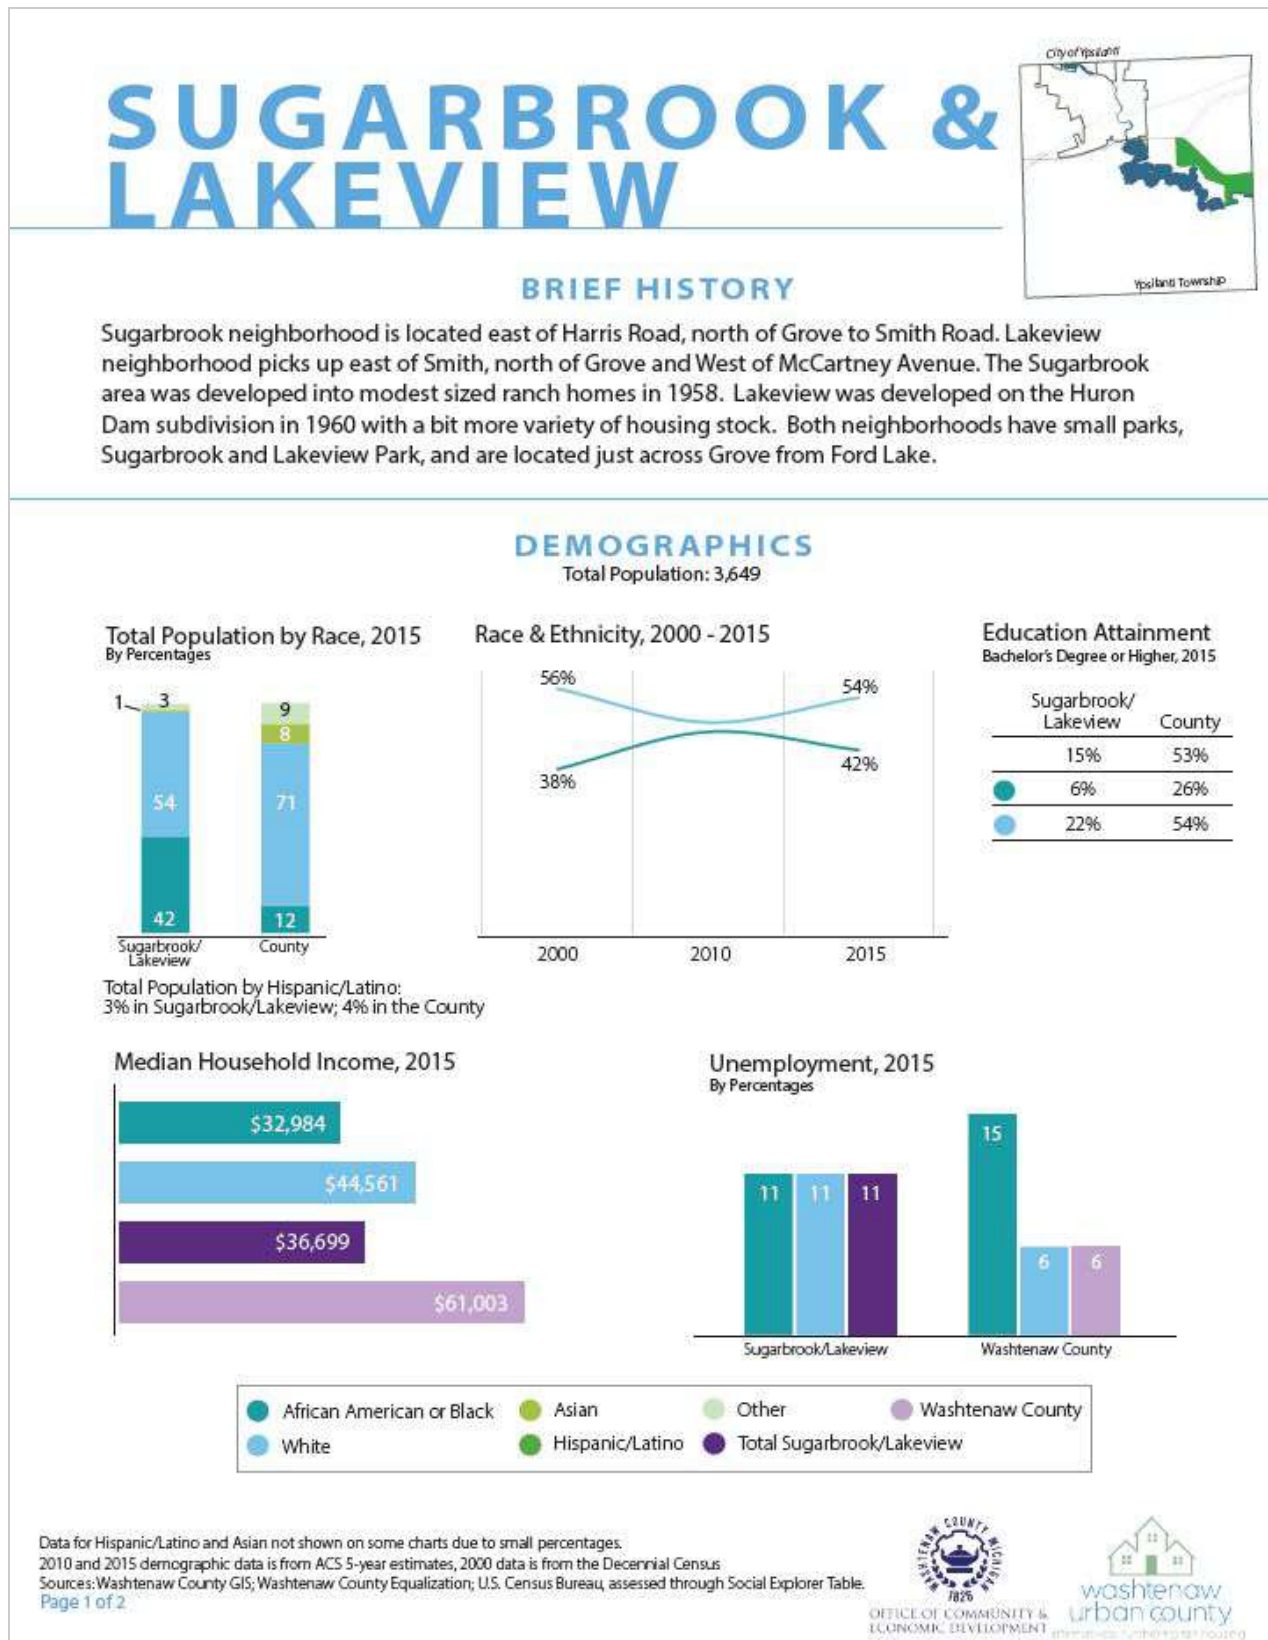 City of Ypsilanti
SUGARBROOK &
LAKEVIEW
Ypsilanti Township
BRIEF HISTORY
Sugarbrook neighborhood is located east of Harris Road, north of Grove to Smith Road. Lakeview
neighborhood picks up east of Smith, north of Grove and West of McCartney Avenue. The Sugarbrook
area was developed into modest sized ranch homes in 1958. Lakeview was developed on the Huron
Dam subdivision in 1960 with a bit more variety of housing stock. Both neighborhoods have small parks,
Sugarbrook and Lakeview Park, and are located just across Grove from Ford Lake.
DEMOGRAPHICS
Total Population: 3,649
Total Population by Race, 2015
By Percentages
1 3
54
42
9
8
71
12
Sugarbrook/
Lakeview
County
Total Population by Hispanic/Latino:
3% in Sugarbrook/Lakeview; 4% in the County
Race & Ethnicity, 2000 - 2015
56%
54%
38%
42%
2000 2010 2015
Education Attainment
Bachelor's Degree or Higher, 2015
Sugarbrook/
Lakeview County
15% 53%
6% 26%
22% 54%
Median Household Income, 2015
$32,984
$44,561
$36,699
$61,003
Unemployment, 2015
By Percentages
11 11 11
15 6 6
Sugarbrook/Lakeview Washtenaw County
African American or Black Asian Other Washtenaw County
White Hispanic/Latino Total Sugarbrook/Lakeview
Data for Hispanic/Latino and Asian not shown on some charts due to small percentages.
2010 and 2015 demographic data is from ACS 5-year estimates, 2000 data is from the Decennial Census
Sources: Washtenaw County GIS; Washtenaw County Equalization; U.S. Census Bureau, assessed through Social Explorer Table.
Page 1 of 2
WASHTENAW COUNTY MICHIGAN
1826
OFFICE OF COMMUNITY &
ECONOMIC DEVELOPMENT
washtenaw
urban county